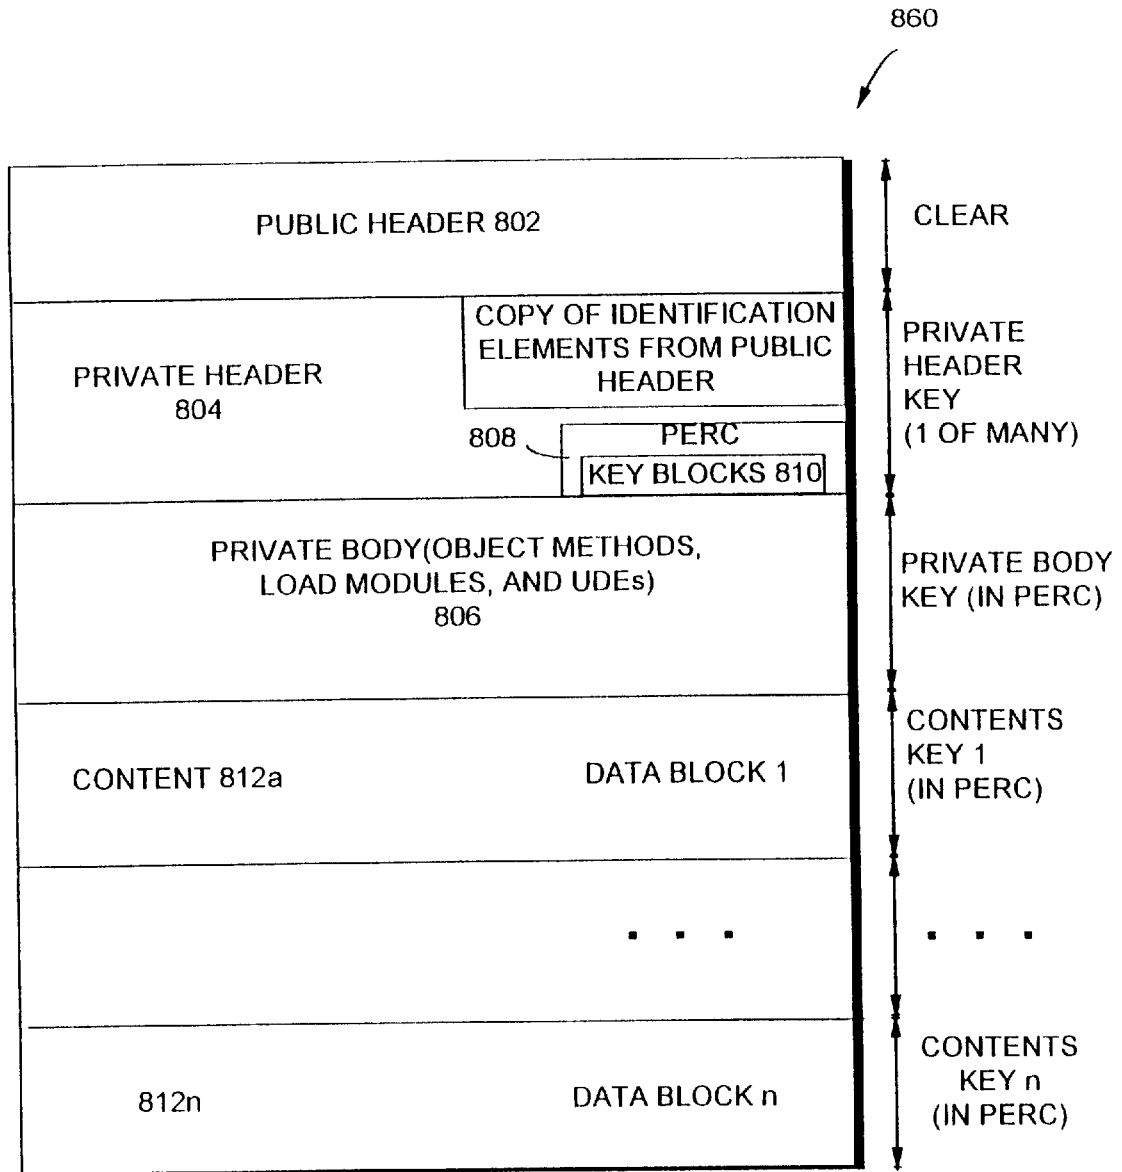 860
PUBLIC HEADER 802
CLEAR
COPY OF IDENTIFICATION
ELEMENTS FROM PUBLIC
HEADER
PRIVATE HEADER
804
808
PERC
KEY BLOCKS 810
PRIVATE
HEADER
KEY
(1 OF MANY)
PRIVATE BODY(OBJECT METHODS,
LOAD MODULES, AND UDEs)
806
PRIVATE BODY
KEY (IN PERC)
CONTENT 812a
DATA BLOCK 1
CONTENTS
KEY 1
(IN PERC)
. . .
. . .
812n
DATA BLOCK n
CONTENTS
KEY n
(IN PERC)